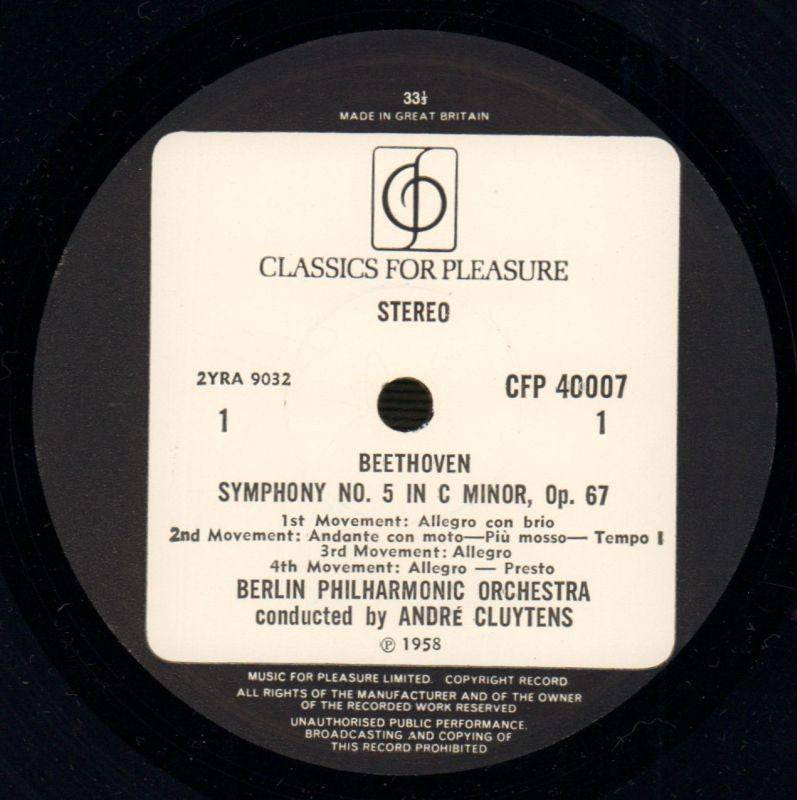 33⅓
MADE IN GREAT BRITAIN
CLASSICS FOR PLEASURE
STEREO
2YRA 9032 CFP 40007
1 1
BEETHOVEN
SYMPHONY NO. 5 IN C MINOR, Op. 67
1st Movement: Allegro con brio
2nd Movement: Andante con moto—Più mosso— Tempo I
3rd Movement: Allegro
4th Movement: Allegro — Presto
BERLIN PHILHARMONIC ORCHESTRA
conducted by ANDRÉ CLUYTENS
℗ 1958
MUSIC FOR PLEASURE LIMITED. COPYRIGHT RECORD
ALL RIGHTS OF THE MANUFACTURER AND OF THE OWNER
OF THE RECORDED WORK RESERVED
UNAUTHORISED PUBLIC PERFORMANCE,
BROADCASTING AND COPYING OF
THIS RECORD PROHIBITED